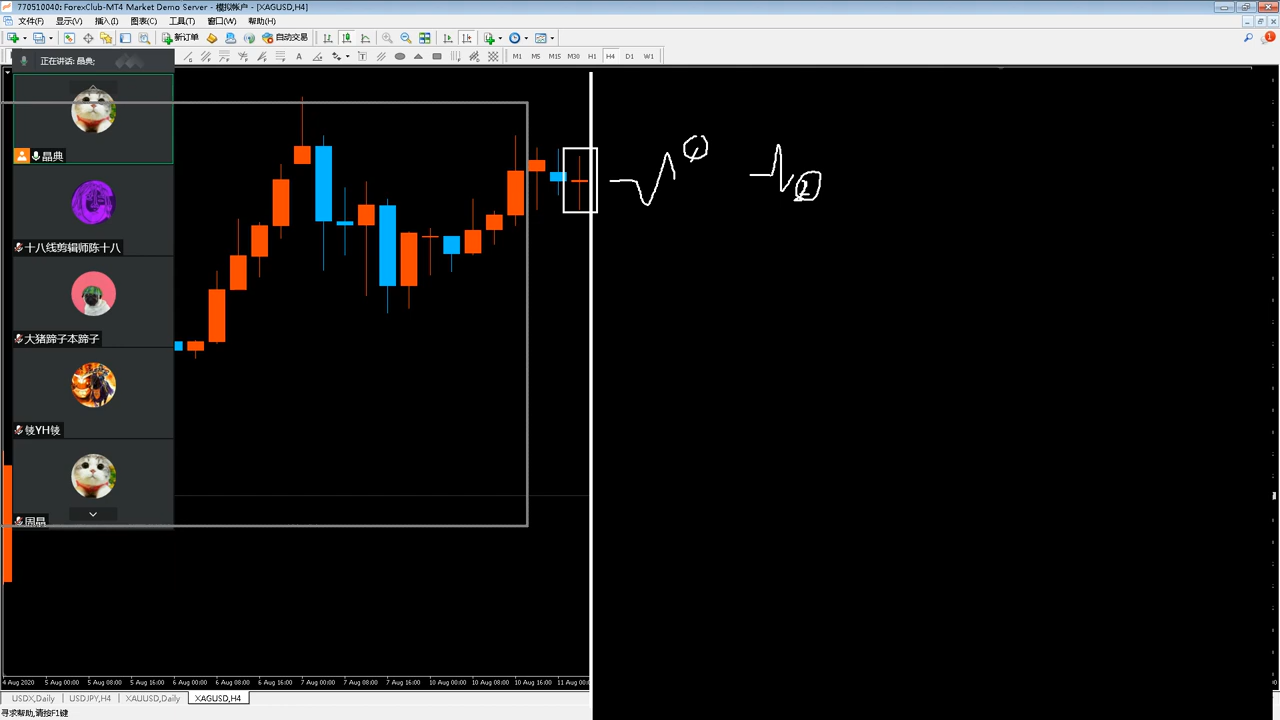 770510040: ForexClub-MT4 Market Demo Server - 模拟帐户 - [XAGUSD,H4]
文件(F) 显示(V) 插入(I) 图表(C) 工具(T) 窗口(W) 帮助(H)
新订单 自动交易 1
A T M1 M5 M15 M30 H1 H4 D1 W1
正在讲话: 晶典;
晶典
十八线剪辑师陈十八
大猪蹄子本蹄子
YH
① ②
4 Aug 2020 5 Aug 00:00 5 Aug 08:00 5 Aug 16:00 6 Aug 00:00 6 Aug 08:00 6 Aug 16:00 7 Aug 00:00 7 Aug 08:00 7 Aug 16:00 10 Aug 00:00 10 Aug 08:00 10 Aug 16:00 11 Aug 00:00
USDX,Daily USDJPY,H4 XAUUSD,Daily XAGUSD,H4
寻求帮助,请按F1键